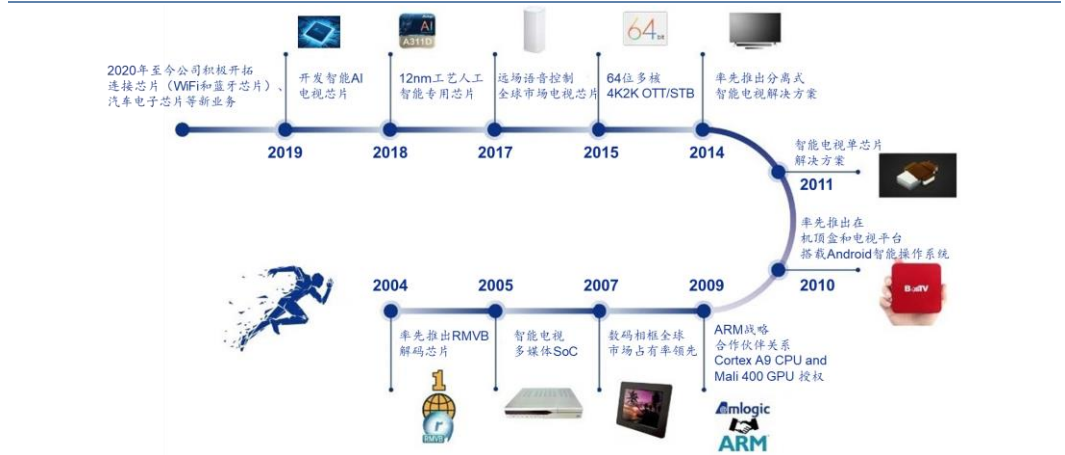 64bit
AI
A311D
2020年至今公司积极开拓
连接芯片（WiFi和蓝牙芯片）、
汽车电子芯片等新业务
开发智能AI
电视芯片
12nm工艺人工
智能专用芯片
远场语音控制
全球市场电视芯片
64位多核
4K2K OTT/STB
率先推出分离式
智能电视解决方案
2019
2018
2017
2015
2014
智能电视单芯片
解决方案
2011
率先推出在
机顶盒和电视平台
搭载Android智能操作系统
2010
2004
2005
2007
2009
率先推出RMVB
解码芯片
智能电视
多媒体SoC
数码相框全球
市场占有率领先
ARM战略
合作伙伴关系
Cortex A9 CPU and
Mali 400 GPU 授权
1
r
RMVB
Amlogic
ARM